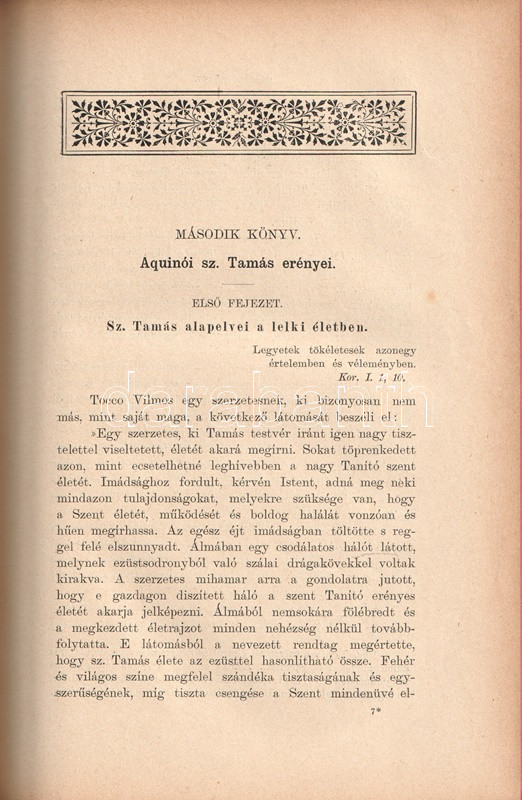 MÁSODIK KÖNYV.
Aquinói sz. Tamás erényei.
ELSŐ FEJEZET.
Sz. Tamás alapelvei a lelki életben.
Legyetek tökéletesek azonegy
értelemben és véleményben.
Kor. I. 1, 10.
Tocco Vilmos egy szerzetesnek, ki bizonyosan nem
más, mint saját maga, a következő látomását beszéli el:
»Egy szerzetes, ki Tamás testvér iránt igen nagy tisz-
telettel viseltetett, életét akará megírni. Sokat töprenkedett
azon, mint ecsetelhetné leghívebben a nagy Tanító szent
életét. Imádsághoz fordult, kérvén Istent, adná meg neki
mindazon tulajdonságokat, melyekre szüksége van, hogy
a Szent életét, működését és boldog halálát vonzóan és
hűen megírhassa. Az egész éjt imádságban töltötte s reg-
gel felé elszunnyadt. Álmában egy csodálatos hálót látott,
melynek ezüstsodronyból való szálai drágakövekkel voltak
kirakva. A szerzetes mihamar arra a gondolatra jutott,
hogy e gazdagon díszített háló a szent Tanító erényes
életét akarja jelképezni. Álmából nemsokára fölébredt és
a megkezdett életrajzot minden nehézség nélkül tovább-
folytatta. E látomásból a nevezett rendtag megértette,
hogy sz. Tamás élete az ezüsttel hasonlítható össze. Fehér
és világos színe megfelel szándéka tisztaságának és egy-
szerűségének, míg tiszta csengése a Szent mindenüvé el-
7*
darabanth.com